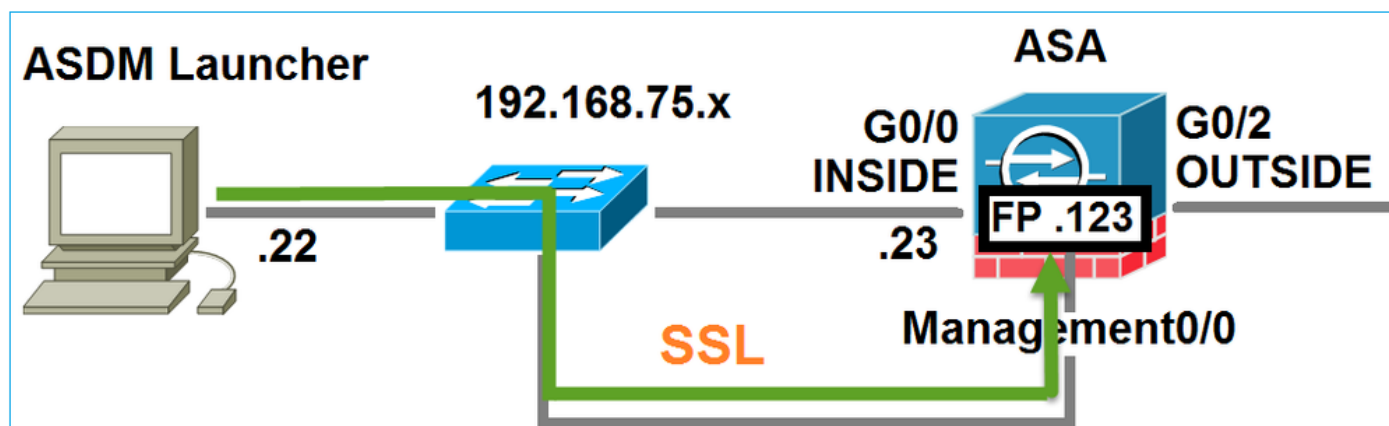 ASDM Launcher
192.168.75.x
ASA
G0/0
INSIDE
G0/2
OUTSIDE
FP .123
.22
.23
Management0/0
SSL